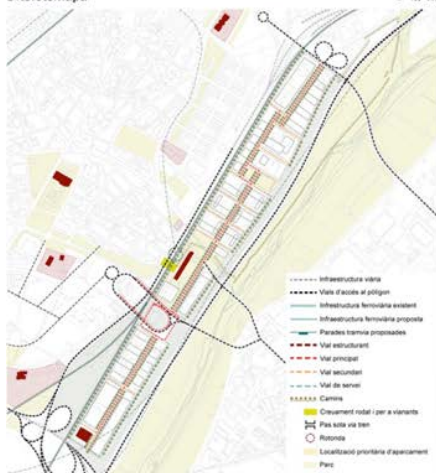 Infraestructura viària
Vials d'accés al polígon
Infrestructura ferroviària existent
Infraestructura ferroviària proposta
Parades tramvia proposades
Vial estructurant
Vial principal
Vial secundari
Vial de servei
Camins
Creuament rodat i per a vianants
Pas sota via tren
Rotonda
Localització prioritària d'aparcament
Parc